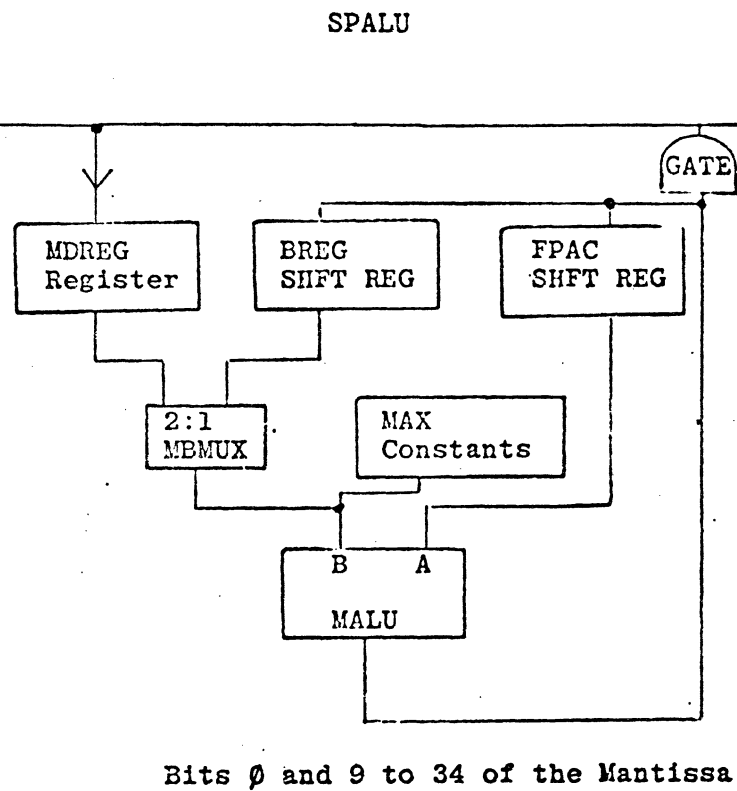 SPALU
GATE
MDREG
Register
BREG
SHFT REG
FPAC
SHFT REG
2:1
MBMUX
MAX
Constants
B
A
MALU
Bits Ø and 9 to 34 of the Mantissa